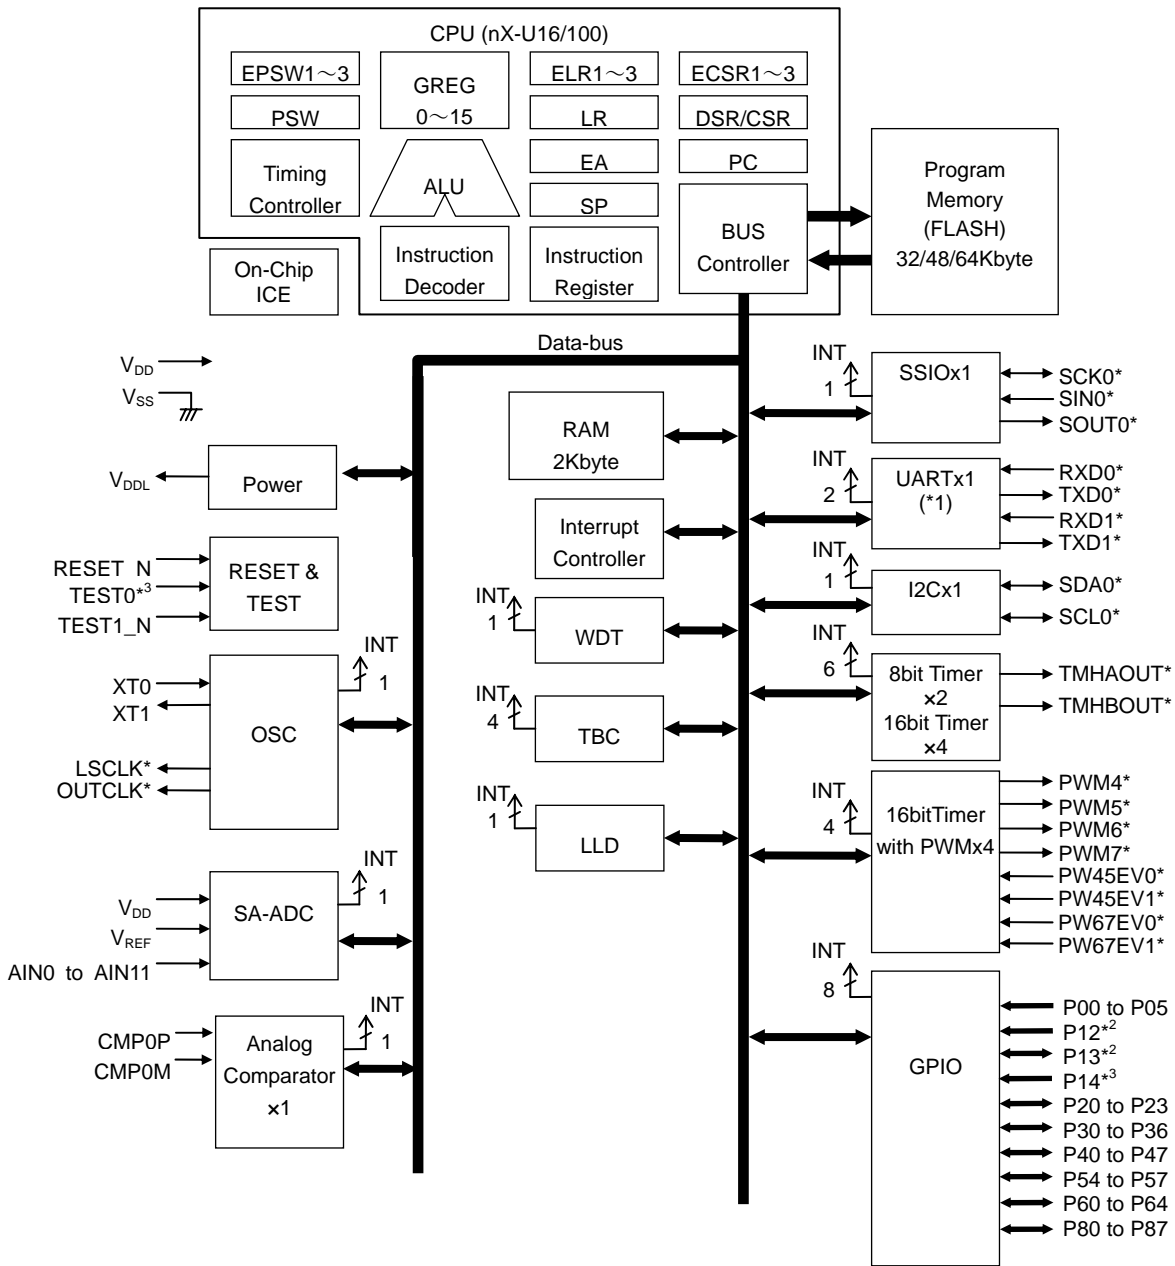 CPU (nX-U16/100)
EPSW1～3
GREG
0～15
ELR1～3
ECSR1～3
PSW
LR
DSR/CSR
Timing
Controller
ALU
EA
PC
SP
BUS
Controller
Instruction
Decoder
Instruction
Register
On-Chip
ICE
Program
Memory
(FLASH)
32/48/64Kbyte
Data-bus
VDD
VSS
VDDL
Power
RESET_N
TEST0*3
TEST1_N
RESET &
TEST
XT0
XT1
LSCLK*
OUTCLK*
OSC
INT
1
VDD
VREF
AIN0 to AIN11
SA-ADC
INT
1
CMP0P
CMP0M
Analog
Comparator
×1
INT
1
RAM
2Kbyte
Interrupt
Controller
INT
1
WDT
INT
4
TBC
INT
1
LLD
INT
1
SSIOx1
SCK0*
SIN0*
SOUT0*
INT
2
UARTx1
(*1)
RXD0*
TXD0*
RXD1*
TXD1*
INT
1
I2Cx1
SDA0*
SCL0*
INT
6
8bit Timer
×2
16bit Timer
×4
TMHAOUT*
TMHBOUT*
INT
4
16bitTimer
with PWMx4
PWM4*
PWM5*
PWM6*
PWM7*
PW45EV0*
PW45EV1*
PW67EV0*
PW67EV1*
INT
8
GPIO
P00 to P05
P12*2
P13*2
P14*3
P20 to P23
P30 to P36
P40 to P47
P54 to P57
P60 to P64
P80 to P87